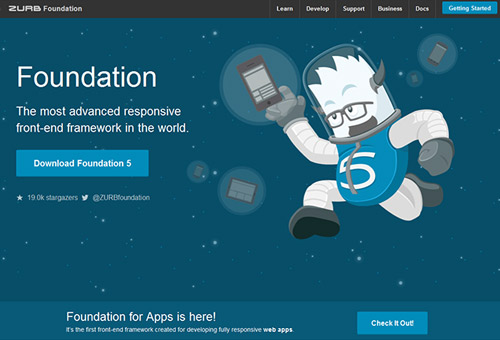 ZURB Foundation
Learn
Develop
Support
Business
Docs
Getting Started
Foundation
The most advanced responsive
front-end framework in the world.
Download Foundation 5
19.0k stargazers @ZURBfoundation
5
Foundation for Apps is here!
It's the first front-end framework created for developing fully responsive web apps.
Check It Out!